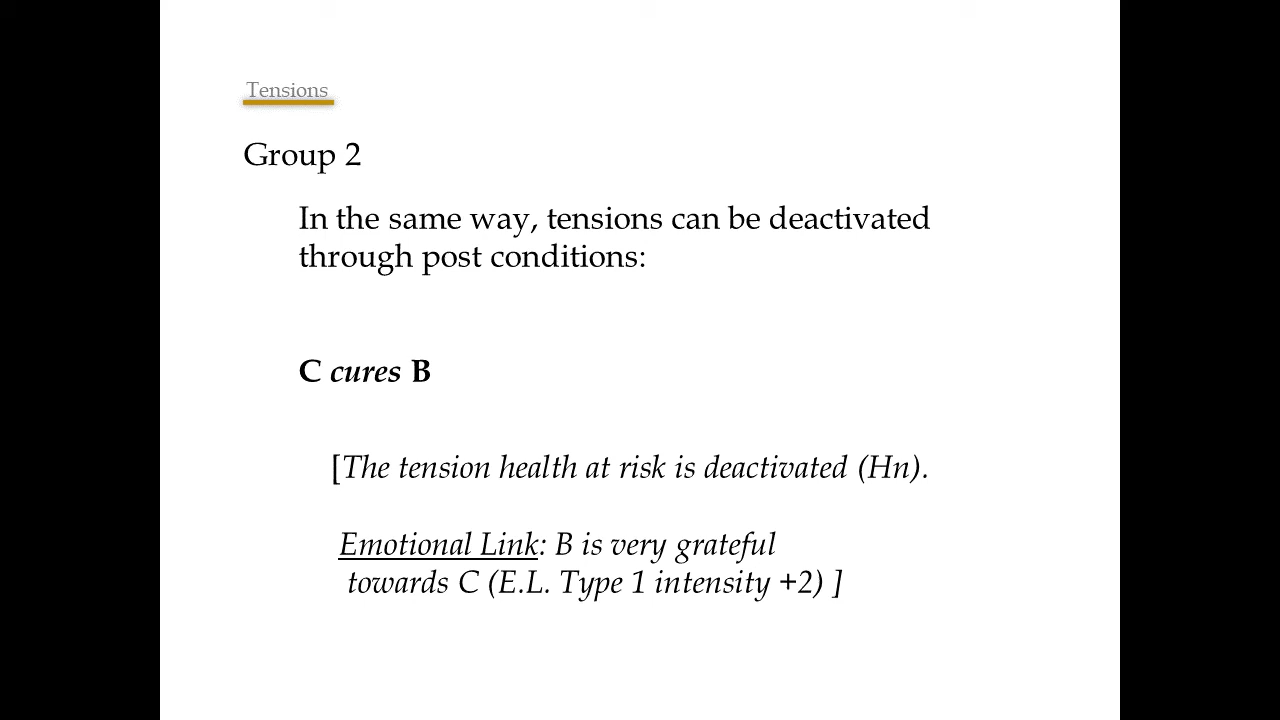 Tensions
Group 2
In the same way, tensions can be deactivated
through post conditions:
C cures B
[The tension health at risk is deactivated (Hn).
Emotional Link: B is very grateful
towards C (E.L. Type 1 intensity +2) ]